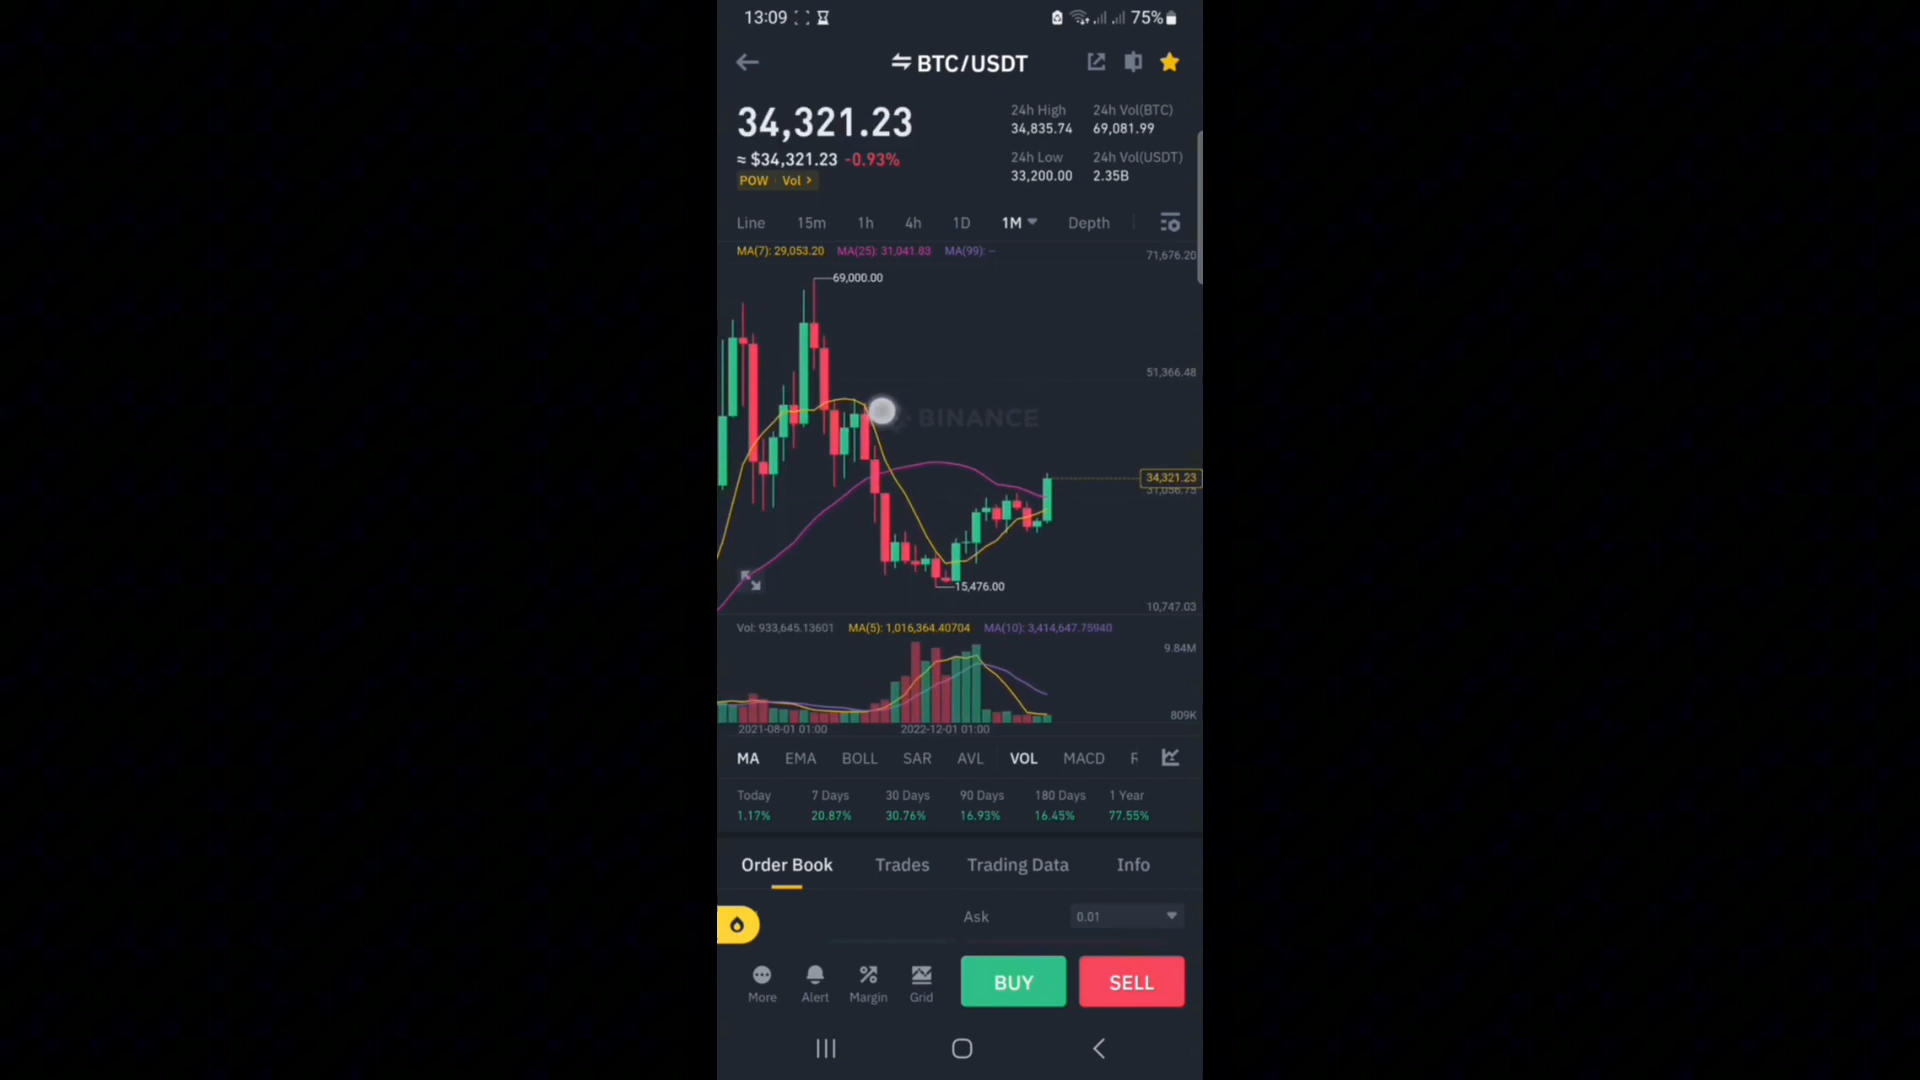 13:09 75%
BTC/USDT
34,321.23
≈ $34,321.23 -0.93%
POW Vol >
24h High 24h Vol(BTC)
34,835.74 69,081.99
24h Low 24h Vol(USDT)
33,200.00 2.35B
Line 15m 1h 4h 1D 1M Depth
MA(7): 29,053.20 MA(25): 31,041.83 MA(99): --
71,676.20
69,000.00
51,366.48
BINANCE
34,321.23
31,056.75
15,476.00
10,747.03
Vol: 933,645.13601 MA(5): 1,016,364.40704 MA(10): 3,414,647.75940
9.84M
809K
2021-08-01 01:00 2022-12-01 01:00
MA EMA BOLL SAR AVL VOL MACD R
Today 7 Days 30 Days 90 Days 180 Days 1 Year
1.17% 20.87% 30.76% 16.93% 16.45% 77.55%
Order Book Trades Trading Data Info
Ask 0.01
More Alert Margin Grid BUY SELL